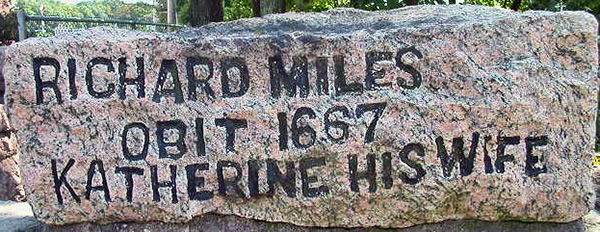 RICHARD MILES
OBIT 1667
KATHERINE HIS WIFE